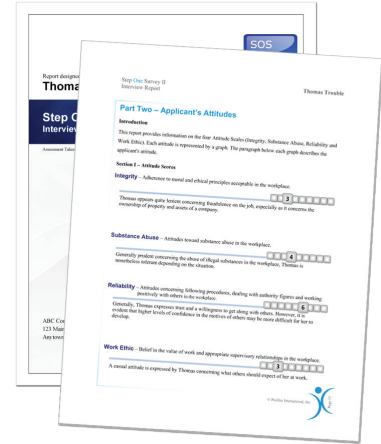 SOS
Report designed
Thoma
Step O
Interview
Assessment Taken
ABC Co
123 Main
Anytown
Step One Survey II
Interview Report
Thomas Trouble
Part Two – Applicant's Attitudes
Introduction
This report provides information on the four Attitude Scales (Integrity, Substance Abuse, Reliability and
Work Ethic). Each attitude is represented by a graph. The paragraph below each graph describes the
applicant's attitude.
Section I – Attitude Scores
Integrity – Adherence to moral and ethical principles acceptable in the workplace.
3
Thomas appears quite lenient concerning fraudulence on the job, especially as it concerns the
ownership of property and assets of a company.
Substance Abuse – Attitudes toward substance abuse in the workplace.
4
Generally prudent concerning the abuse of illegal substances in the workplace, Thomas is
nonetheless tolerant depending on the situation.
Reliability – Attitudes concerning following procedures, dealing with authority figures and working
positively with others in the workplace.
6
Generally, Thomas expresses trust and a willingness to get along with others. However, it is
evident that higher levels of confidence in the motives of others may be more difficult for her to
develop.
Work Ethic – Belief in the value of work and appropriate supervisory relationships in the workplace.
3
A moral attitude is expressed by Thomas concerning what others should expect of her at work.
© Profiles International, Inc.